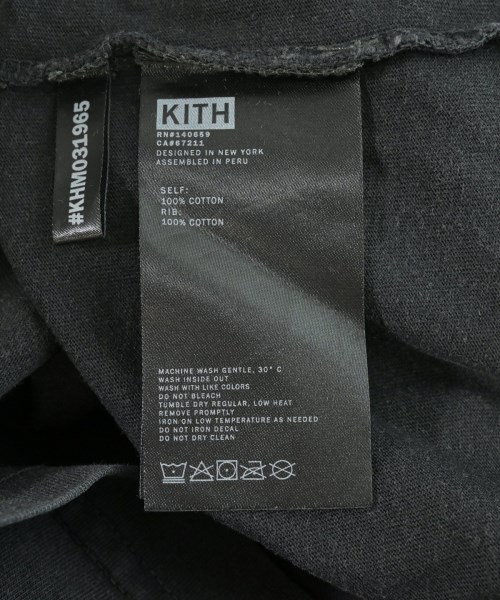 #KHM031965
KITH
RN#140659
CA#67211
DESIGNED IN NEW YORK
ASSEMBLED IN PERU
SELF:
100% COTTON
RIB:
100% COTTON
MACHINE WASH GENTLE, 30° C
WASH INSIDE OUT
WASH WITH LIKE COLORS
DO NOT BLEACH
TUMBLE DRY REGULAR, LOW HEAT
REMOVE PROMPTLY
IRON ON LOW TEMPERATURE AS NEEDED
DO NOT IRON DECAL
DO NOT DRY CLEAN